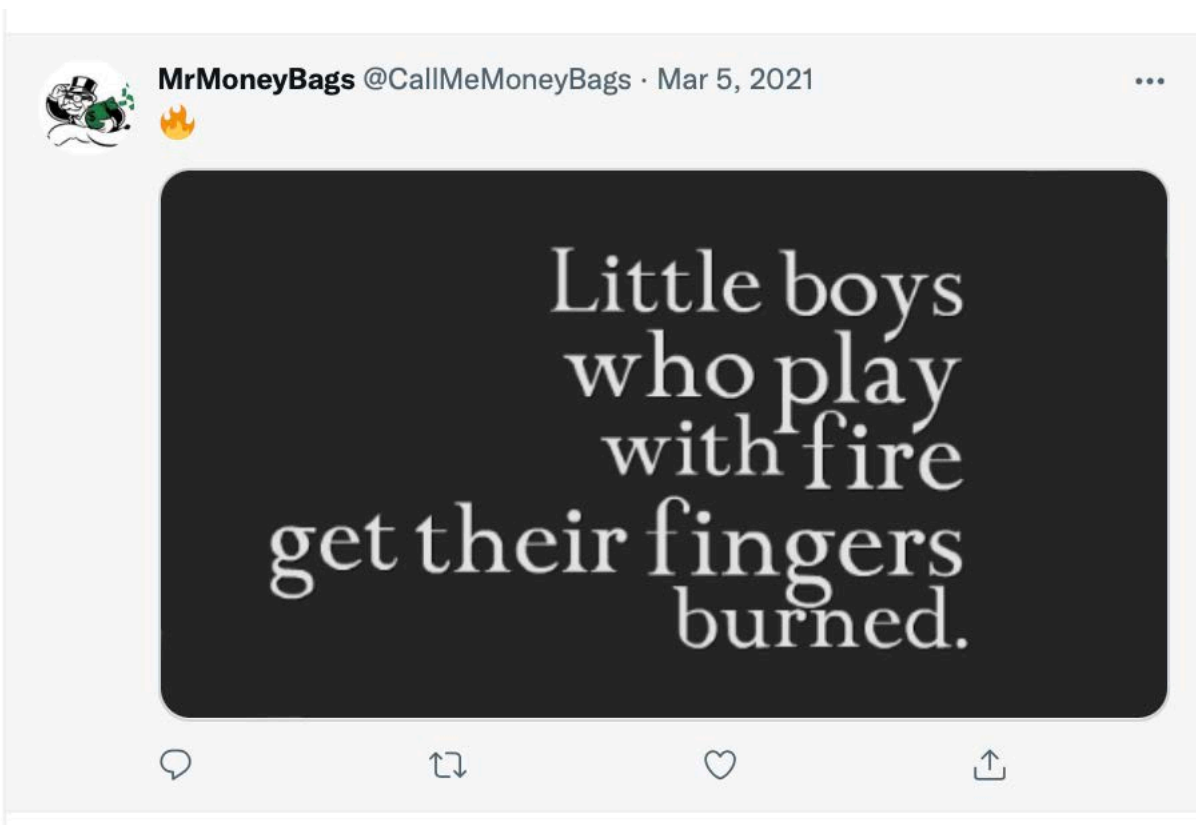 MrMoneyBags @CallMeMoneyBags · Mar 5, 2021
🔥
Little boys
who play
with fire
get their fingers
burned.